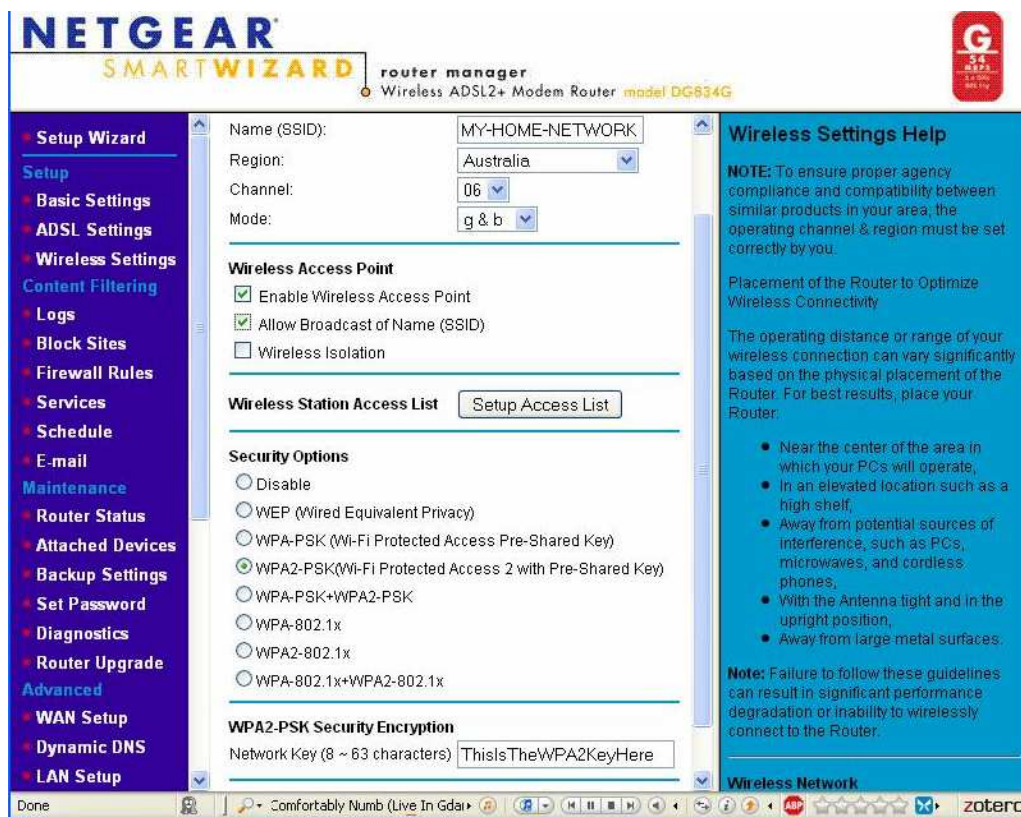 NETGEAR
SMARTWIZARD
router manager
Wireless ADSL2+ Modem Router model DG834G
G
54
Setup Wizard
Setup
Basic Settings
ADSL Settings
Wireless Settings
Content Filtering
Logs
Block Sites
Firewall Rules
Services
Schedule
E-mail
Maintenance
Router Status
Attached Devices
Backup Settings
Set Password
Diagnostics
Router Upgrade
Advanced
WAN Setup
Dynamic DNS
LAN Setup
Name (SSID): MY-HOME-NETWORK
Region: Australia
Channel: 06
Mode: g & b
Wireless Access Point
Enable Wireless Access Point
Allow Broadcast of Name (SSID)
Wireless Isolation
Wireless Station Access List Setup Access List
Security Options
Disable
WEP (Wired Equivalent Privacy)
WPA-PSK (Wi-Fi Protected Access Pre-Shared Key)
WPA2-PSK(Wi-Fi Protected Access 2 with Pre-Shared Key)
WPA-PSK+WPA2-PSK
WPA-802.1x
WPA2-802.1x
WPA-802.1x+WPA2-802.1x
WPA2-PSK Security Encryption
Network Key (8 ~ 63 characters) ThisIsTheWPA2KeyHere
Wireless Settings Help
NOTE: To ensure proper agency
compliance and compatibility between
similar products in your area, the
operating channel & region must be set
correctly by you.
Placement of the Router to Optimize
Wireless Connectivity
The operating distance or range of your
wireless connection can vary significantly
based on the physical placement of the
Router. For best results, place your
Router:
Near the center of the area in
which your PCs will operate,
In an elevated location such as a
high shelf,
Away from potential sources of
interference, such as PCs,
microwaves, and cordless
phones,
With the Antenna tight and in the
upright position,
Away from large metal surfaces.
Note: Failure to follow these guidelines
can result in significant performance
degradation or inability to wirelessly
connect to the Router.
Wireless Network
Done Comfortably Numb (Live In Gda ABP zotero